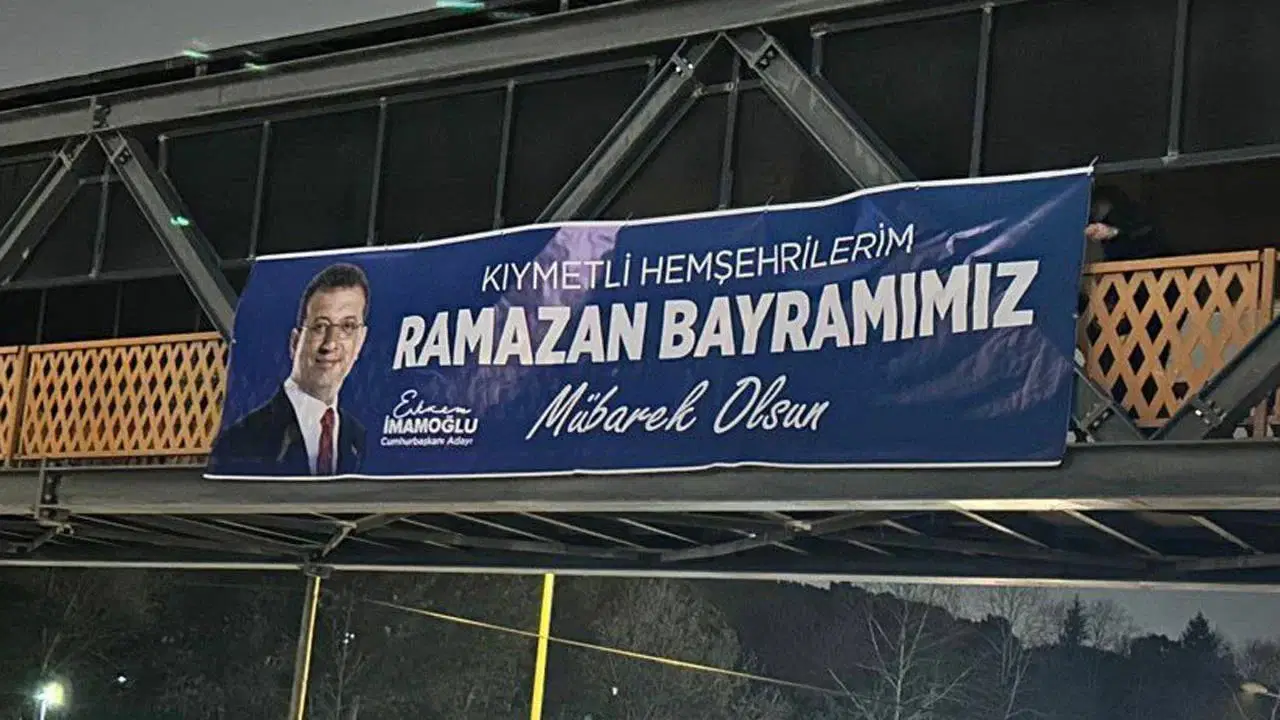 KIYMETLİ HEMŞEHRİLERİM
RAMAZAN BAYRAMIMIZ
Mübarek Olsun
Ekrem
İMAMOĞLU
Cumhurbaşkanı Adayı